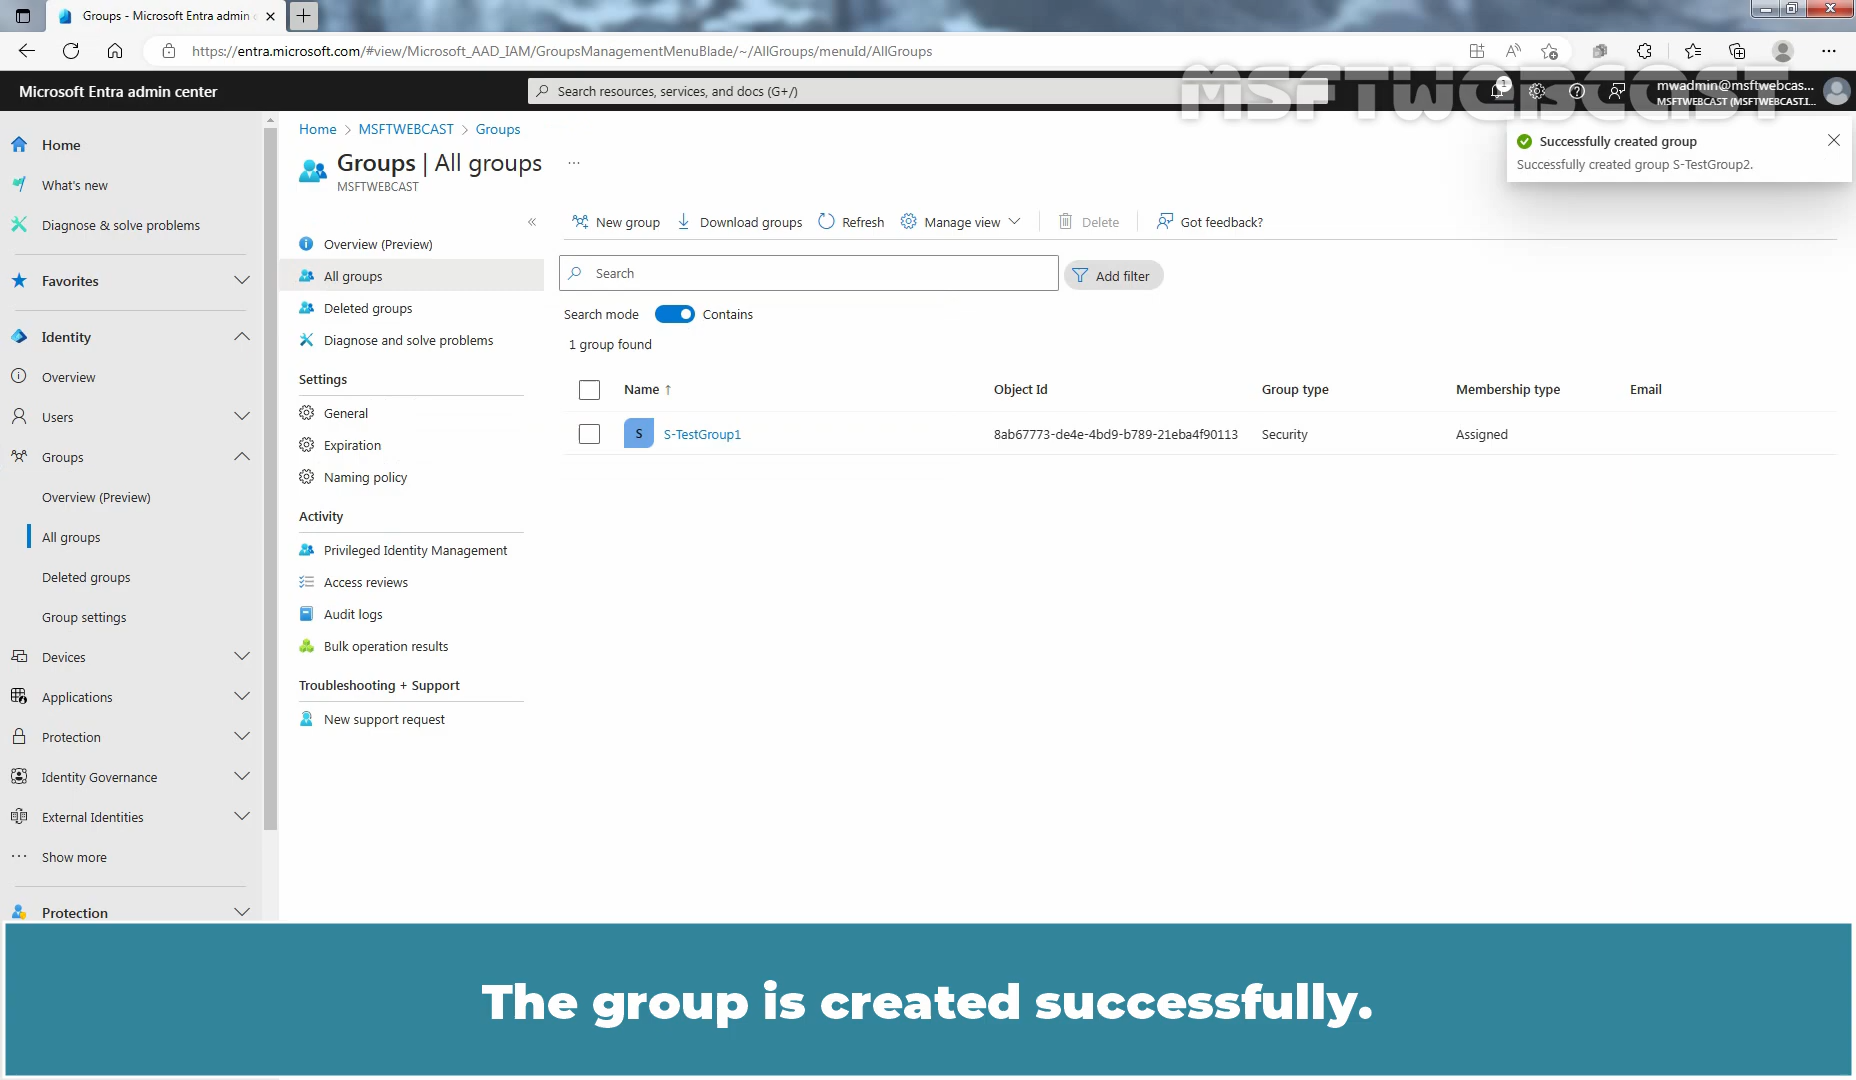 Groups - Microsoft Entra admin c
https://entra.microsoft.com/#view/Microsoft_AAD_IAM/GroupsManagementMenuBlade/~/AllGroups/menuId/AllGroups
Microsoft Entra admin center
Search resources, services, and docs (G+/)
1
mwadmin@msftwebcas...
MSFTWEBCAST (MSFTWEBCAST.I...
MSFTWEBCAST
Home
What's new
Diagnose & solve problems
Favorites
Identity
Overview
Users
Groups
Overview (Preview)
All groups
Deleted groups
Group settings
Devices
Applications
Protection
Identity Governance
External Identities
Show more
Protection
Home > MSFTWEBCAST > Groups
Groups | All groups ...
MSFTWEBCAST
Overview (Preview)
All groups
Deleted groups
Diagnose and solve problems
Settings
General
Expiration
Naming policy
Activity
Privileged Identity Management
Access reviews
Audit logs
Bulk operation results
Troubleshooting + Support
New support request
Successfully created group
Successfully created group S-TestGroup2.
New group Download groups Refresh Manage view Delete Got feedback?
Search
Add filter
Search mode Contains
1 group found
Name ↑ Object Id Group type Membership type Email
S S-TestGroup1 8ab67773-de4e-4bd9-b789-21eba4f90113 Security Assigned
The group is created successfully.